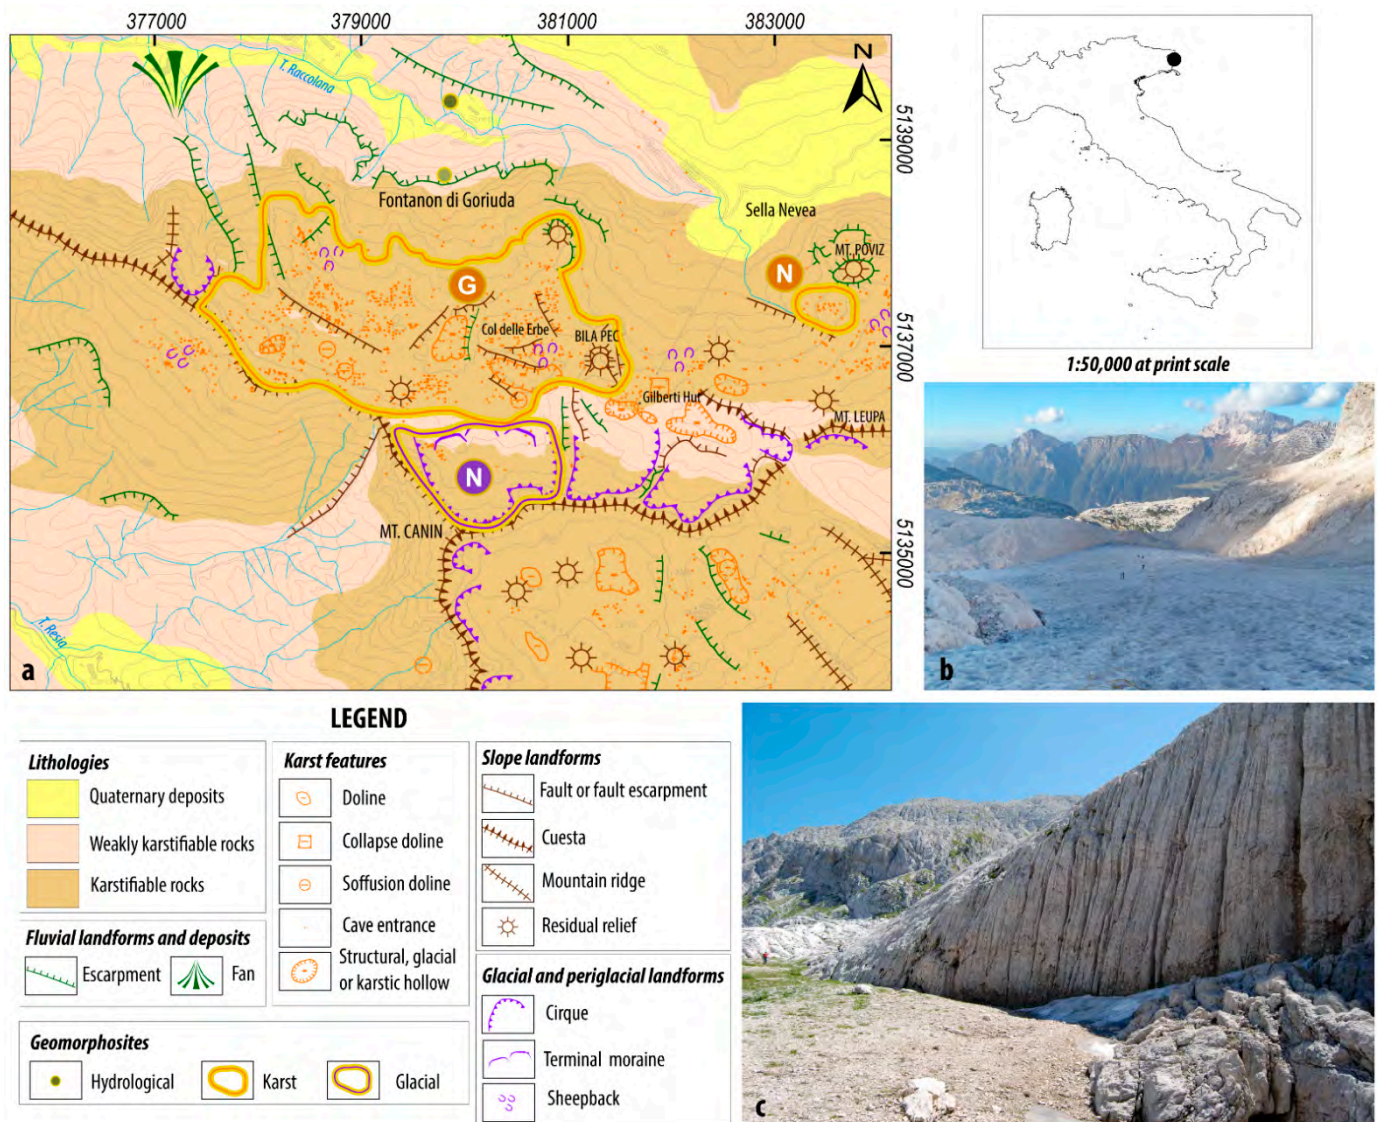 377000 379000 381000 383000
N
T. Raccolana
5139000
Fontanon di Goriuda
Sella Nevea
MT. POVIZ
N
G
Col delle Erbe
BILA PEC
5137000
Gilberti Hut
MT. LEUPA
N
MT. CANIN
5135000
T. Resia
a
1:50,000 at print scale
b
LEGEND
Lithologies
Quaternary deposits
Weakly karstifiable rocks
Karstifiable rocks
Fluvial landforms and deposits
Escarpment
Fan
Karst features
Doline
Collapse doline
Soffusion doline
Cave entrance
Structural, glacial
or karstic hollow
Slope landforms
Fault or fault escarpment
Cuesta
Mountain ridge
Residual relief
Glacial and periglacial landforms
Cirque
Terminal moraine
Sheepback
Geomorphosites
Hydrological
Karst
Glacial
c